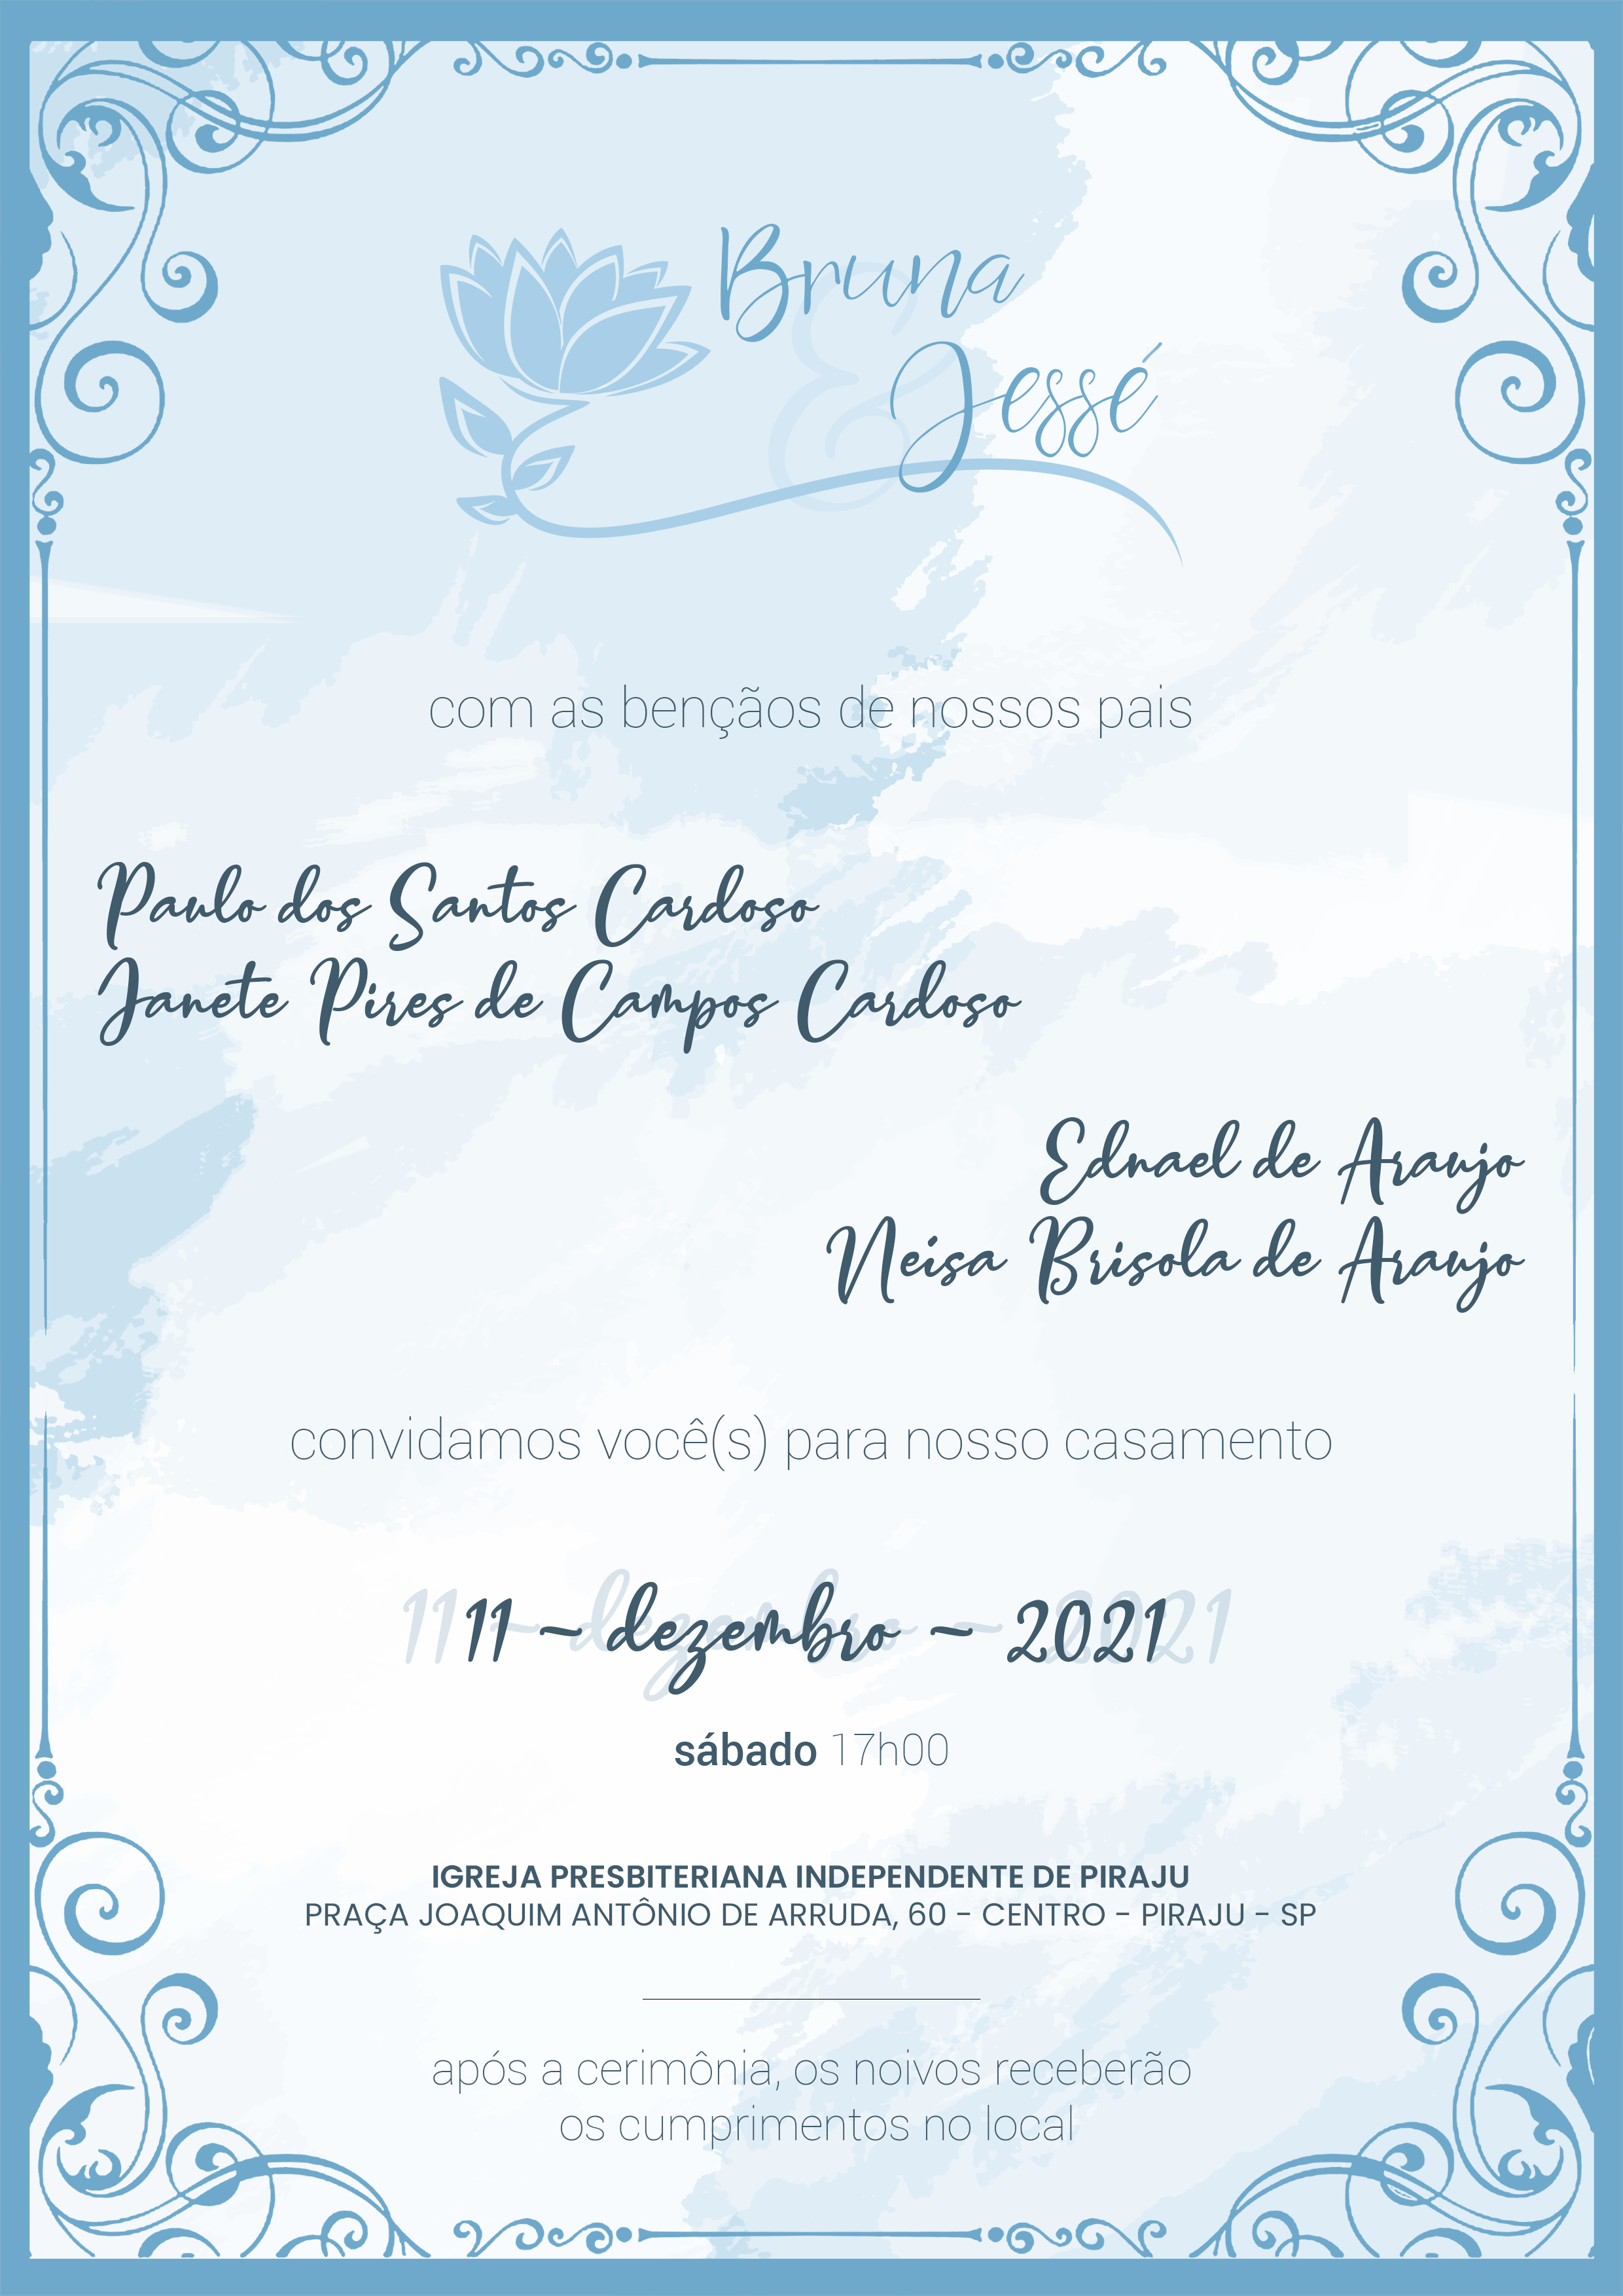 Bruna
&
Jessé
com as bençãos de nossos pais
Paulo dos Santos Cardoso
Janete Pires de Campos Cardoso
Ednael de Araujo
Neisa Brisola de Araujo
convidamos você(s) para nosso casamento
11 ~ dezembro ~ 2021
sábado 17h00
IGREJA PRESBITERIANA INDEPENDENTE DE PIRAJU
PRAÇA JOAQUIM ANTÔNIO DE ARRUDA, 60 - CENTRO - PIRAJU - SP
após a cerimônia, os noivos receberão
os cumprimentos no local